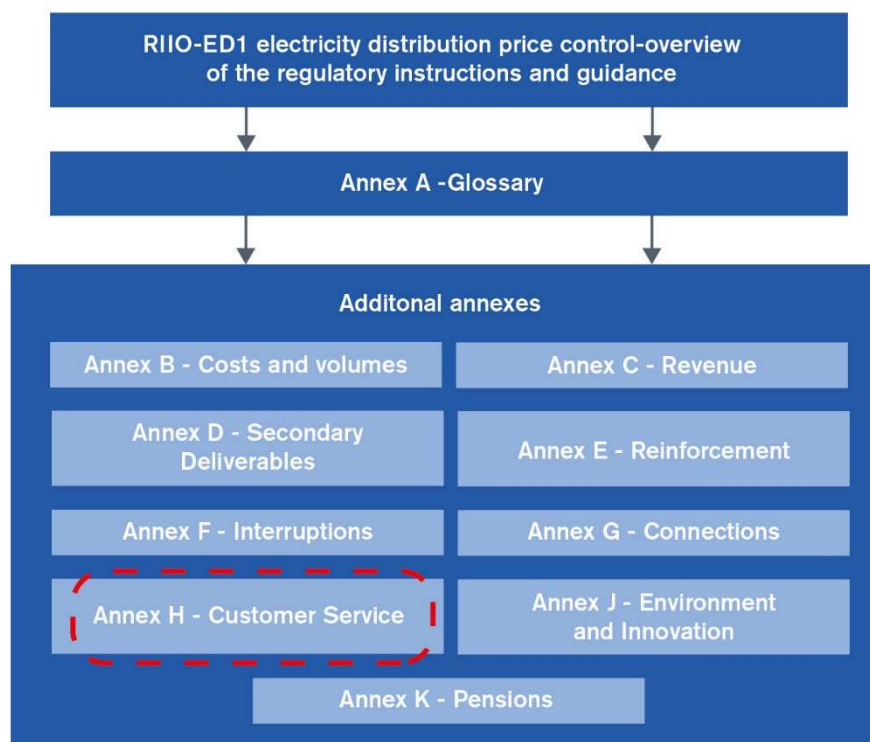 RIIO-ED1 electricity distribution price control-overview
of the regulatory instructions and guidance
Annex A -Glossary
Additonal annexes
Annex B - Costs and volumes
Annex C - Revenue
Annex D - Secondary
Deliverables
Annex E - Reinforcement
Annex F - Interruptions
Annex G - Connections
Annex H - Customer Service
Annex J - Environment
and Innovation
Annex K - Pensions